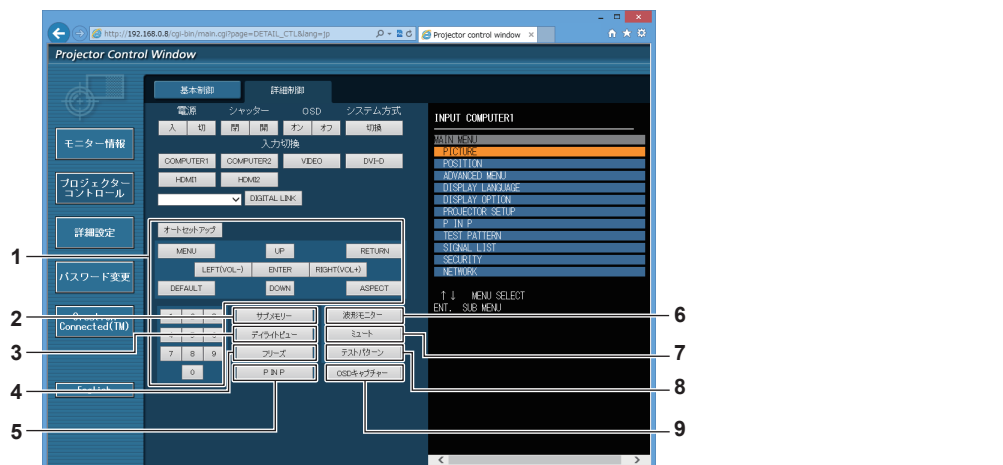 http://192.168.0.8/cgi-bin/main.cgi?page=DETAIL_CTL&lang=jp
Projector control window ×
Projector Control Window
基本制御 詳細制御
電源 シャッター OSD システム方式
入 切 閉 開 オン オフ 切換
入力切換
COMPUTER1 COMPUTER2 VIDEO DVI-D
HDMI1 HDMI2
DIGITAL LINK
モニター情報
プロジェクター
コントロール
詳細設定
パスワード変更
Connected(TM)
English
オートセットアップ
MENU UP RETURN
LEFT(VOL-) ENTER RIGHT(VOL+)
DEFAULT DOWN ASPECT
サブメモリー 波形モニター
デイライトビュー ミュート
7 8 9 フリーズ テストパターン
0 P IN P OSDキャプチャー
INPUT COMPUTER1
MAIN MENU
PICTURE
POSITION
ADVANCED MENU
DISPLAY LANGUAGE
DISPLAY OPTION
PROJECTOR SETUP
P IN P
TEST PATTERN
SIGNAL LIST
SECURITY
NETWORK
↑↓ MENU SELECT
ENT. SUB MENU
1
2
3
4
5
6
7
8
9